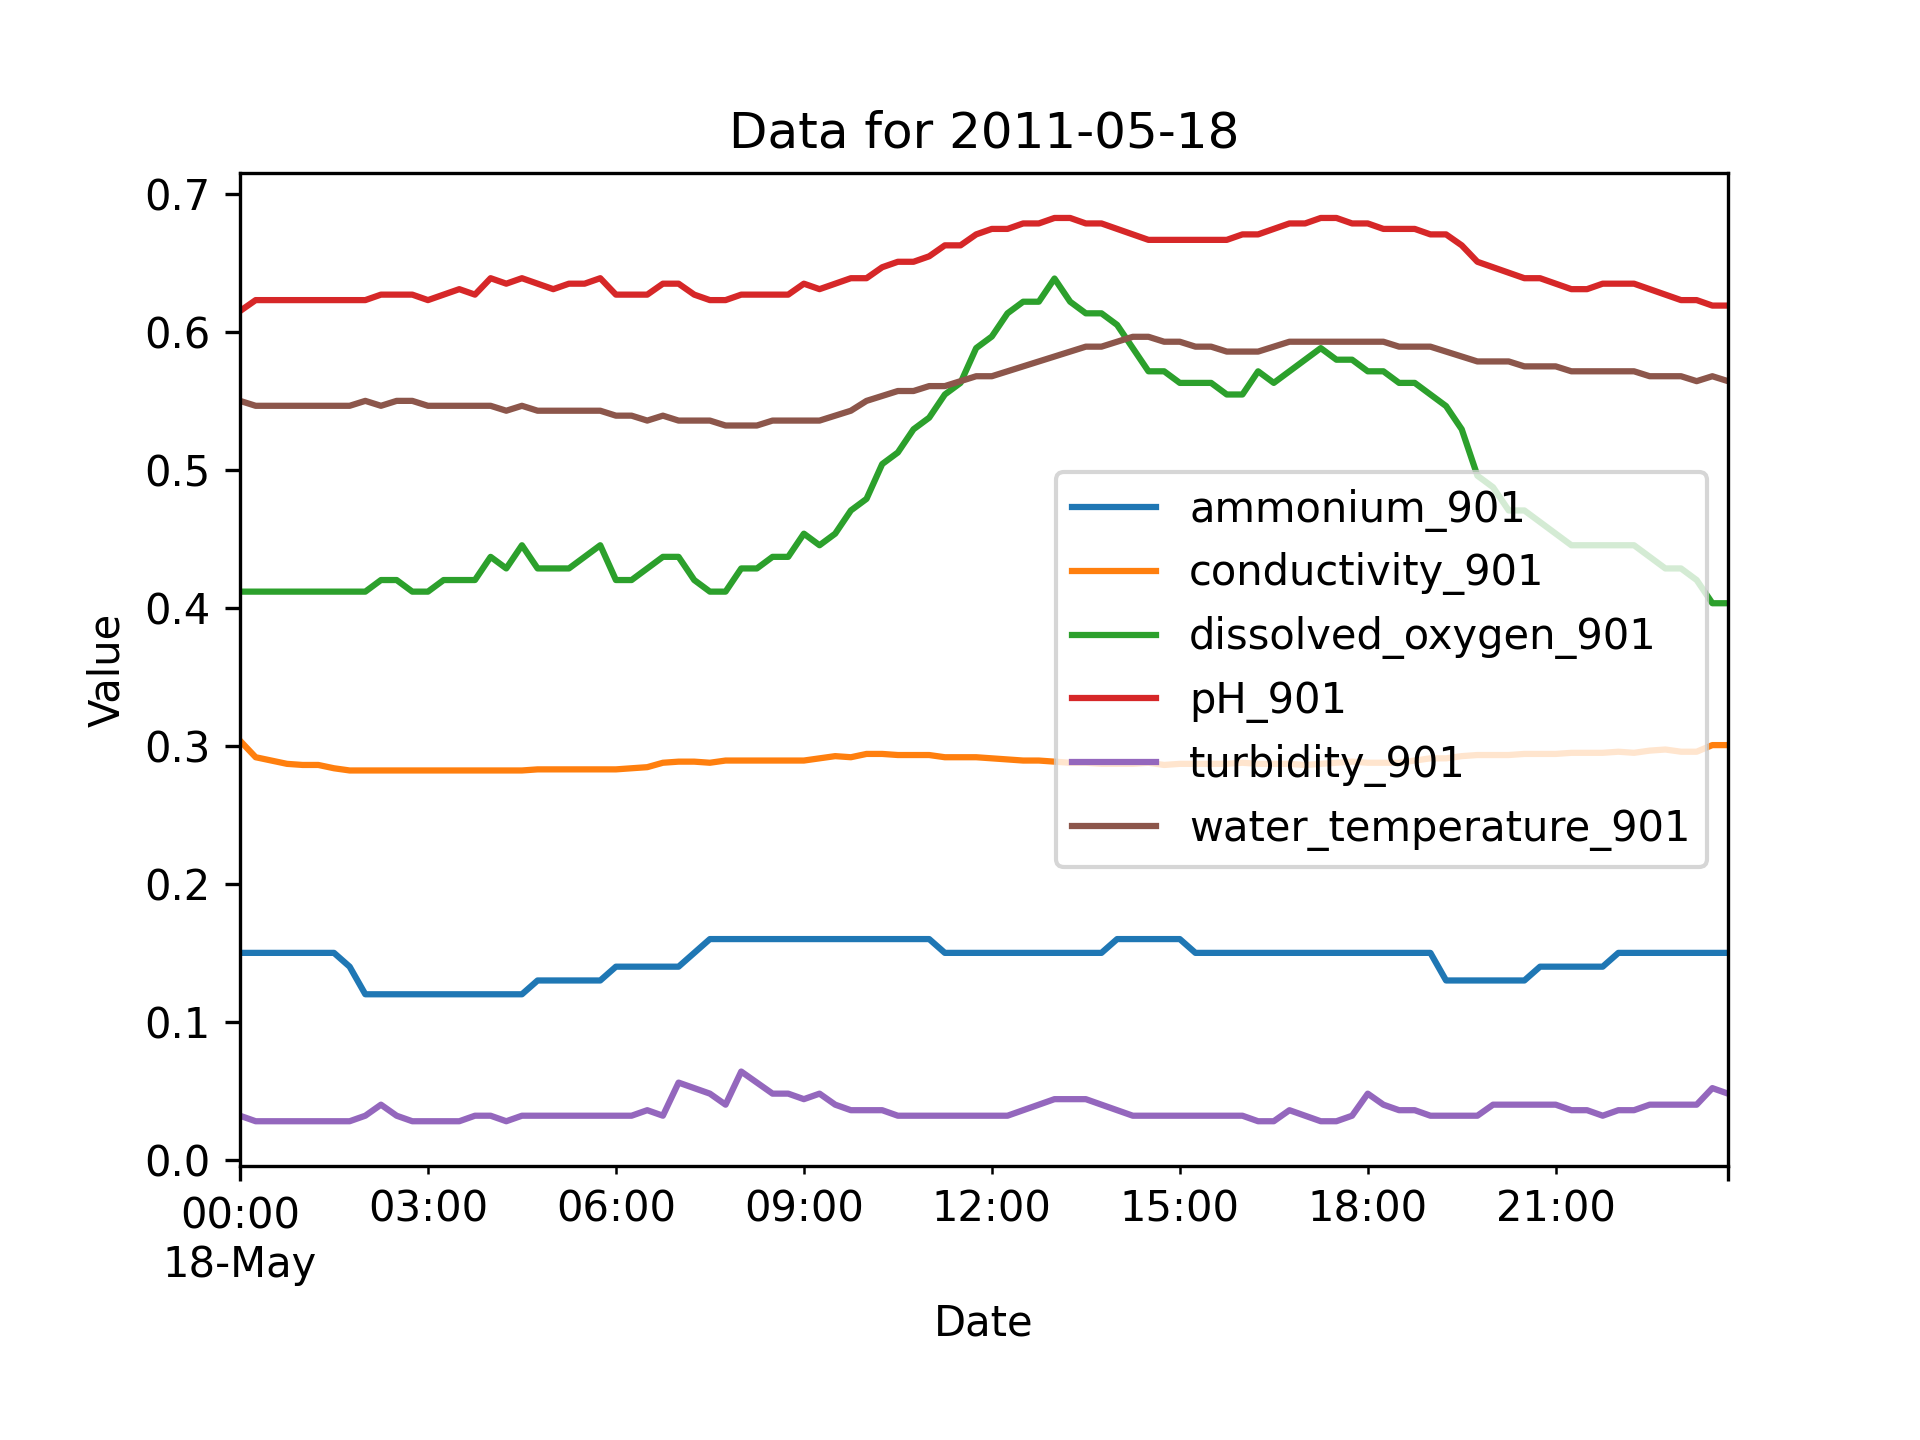 Data for 2011-05-18
Value
0.7
0.6
0.5
0.4
0.3
0.2
0.1
0.0
ammonium_901
conductivity_901
dissolved_oxygen_901
pH_901
turbidity_901
water_temperature_901
00:00 03:00 06:00 09:00 12:00 15:00 18:00 21:00
18-May
Date